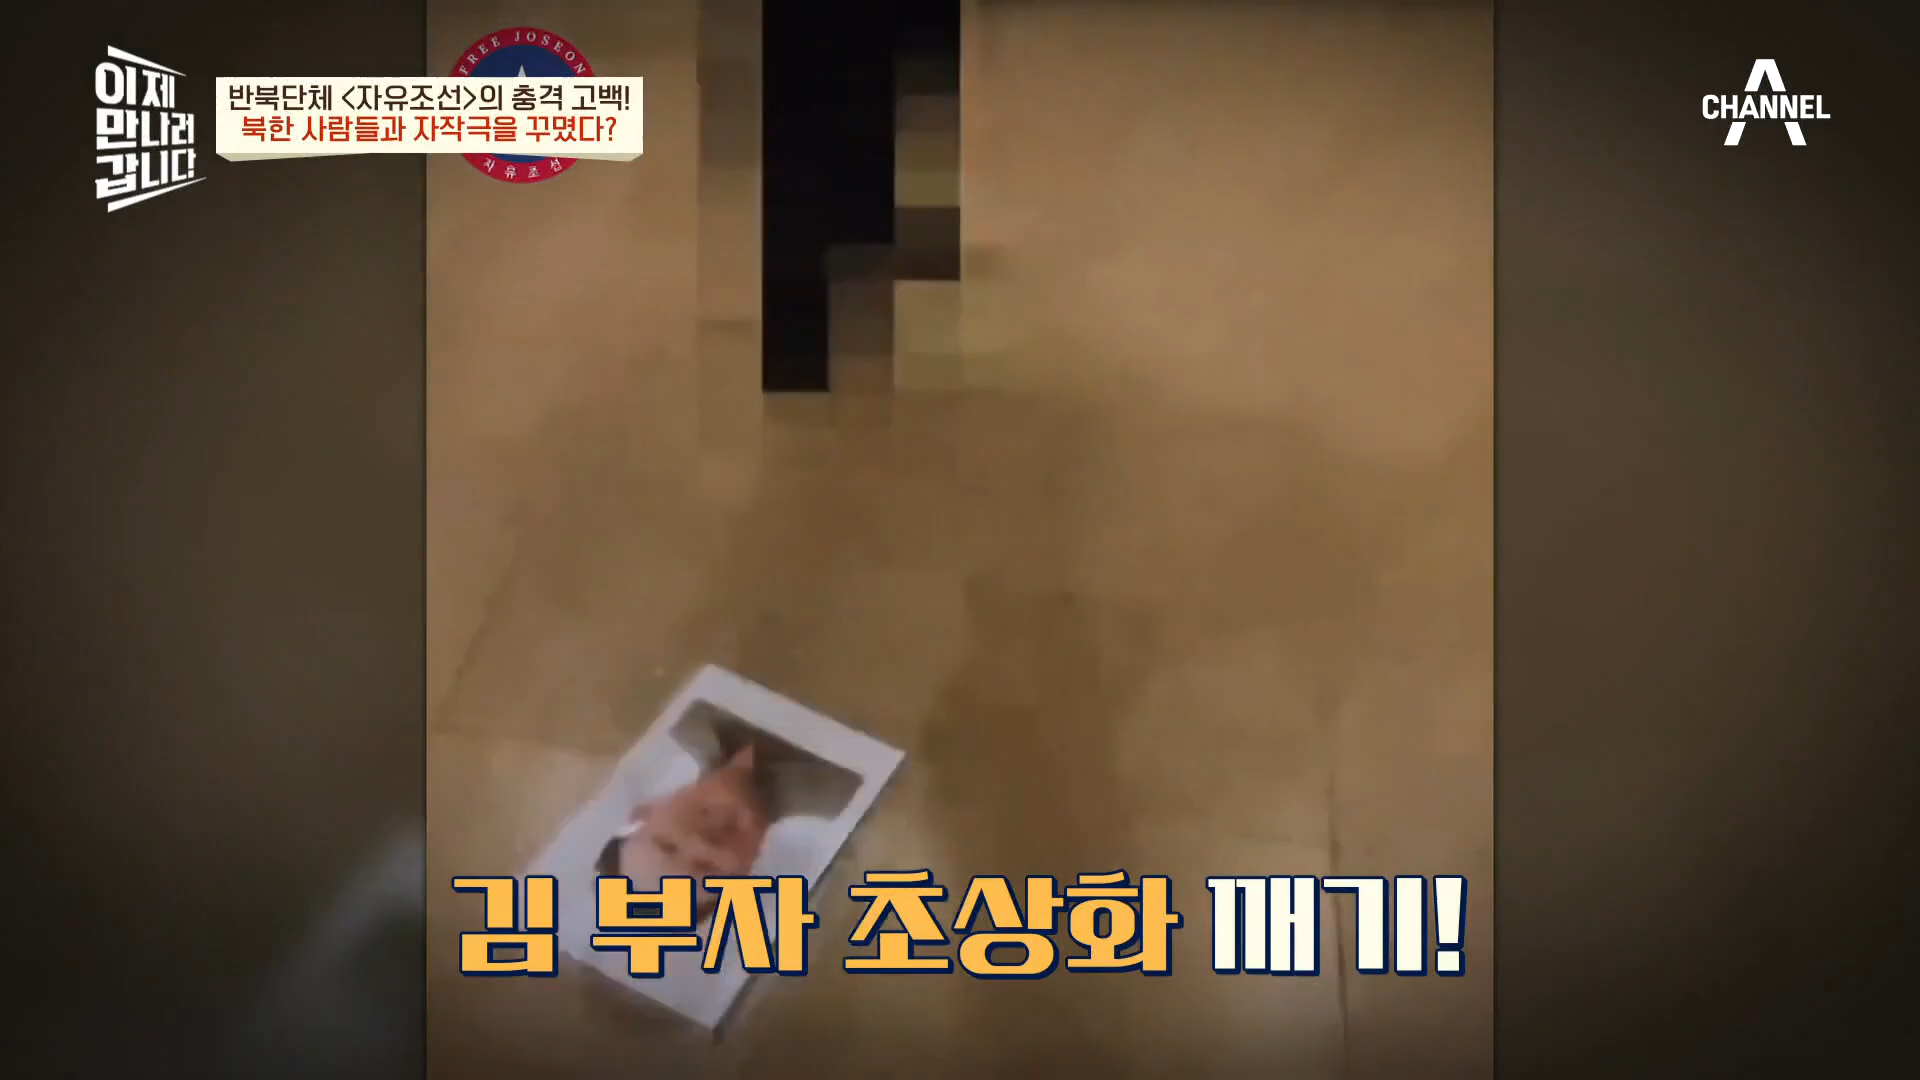 이제
만나러
갑니다
FREE JOSEON
반북단체 <자유조선>의 충격 고백!
북한 사람들과 자작극을 꾸몄다?
자유조선
CHANNEL A
김 부자 초상화 깨기!